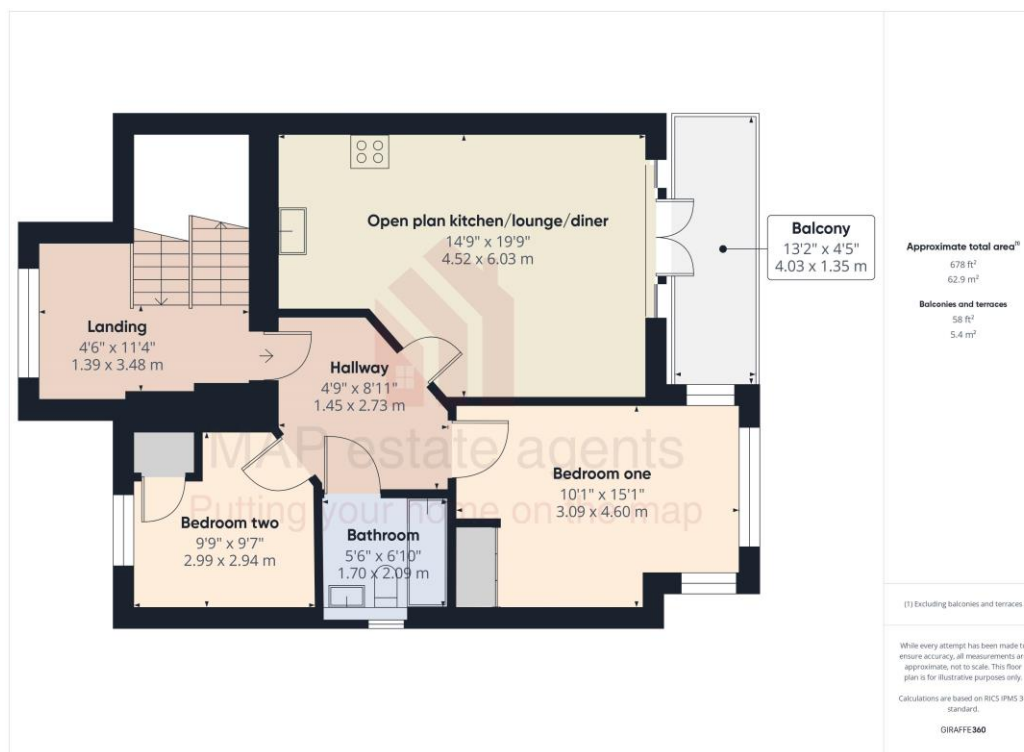 Open plan kitchen/lounge/diner
14'9" x 19'9"
4.52 x 6.03 m
Balcony
13'2" x 4'5"
4.03 x 1.35 m
Landing
4'6" x 11'4"
1.39 x 3.48 m
Hallway
4'9" x 8'11"
1.45 x 2.73 m
MAP estate agents
Putting your home on the map
Bedroom one
10'1" x 15'1"
3.09 x 4.60 m
Bedroom two
9'9" x 9'7"
2.99 x 2.94 m
Bathroom
5'6" x 6'10"
1.70 x 2.09 m
Approximate total area(1)
678 ft²
62.9 m²
Balconies and terraces
58 ft²
5.4 m²
(1) Excluding balconies and terraces
While every attempt has been made to
ensure accuracy, all measurements are
approximate, not to scale. This floor
plan is for illustrative purposes only.
Calculations are based on RICS IPMS 3
standard.
GIRAFFE360